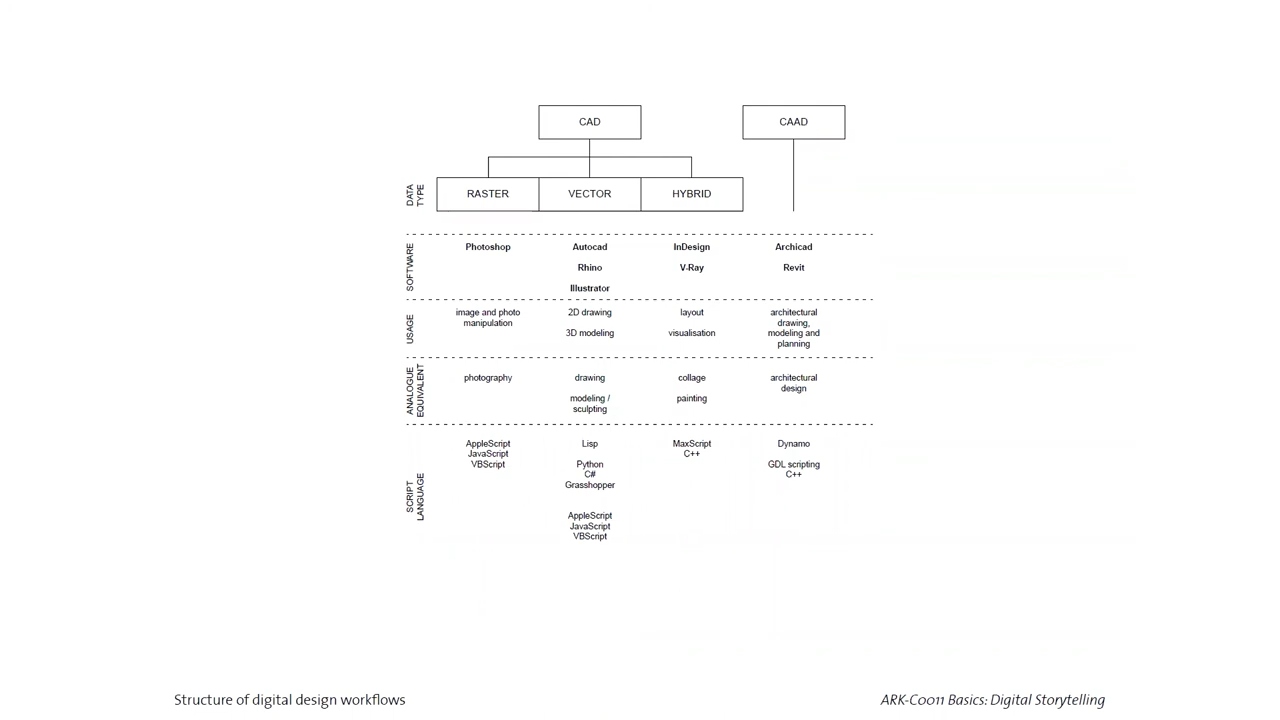 CAD
CAAD
DATA
TYPE
RASTER
VECTOR
HYBRID
SOFTWARE
Photoshop
Autocad
Rhino
Illustrator
InDesign
V-Ray
Archicad
Revit
USAGE
image and photo
manipulation
2D drawing
3D modeling
layout
visualisation
architectural
drawing,
modeling and
planning
ANALOGUE
EQUIVALENT
photography
drawing
modeling /
sculpting
collage
painting
architectural
design
SCRIPT
LANGUAGE
AppleScript
JavaScript
VBScript
Lisp
Python
C#
Grasshopper
AppleScript
JavaScript
VBScript
MaxScript
C++
Dynamo
GDL scripting
C++
Structure of digital design workflows
ARK-C0011 Basics: Digital Storytelling